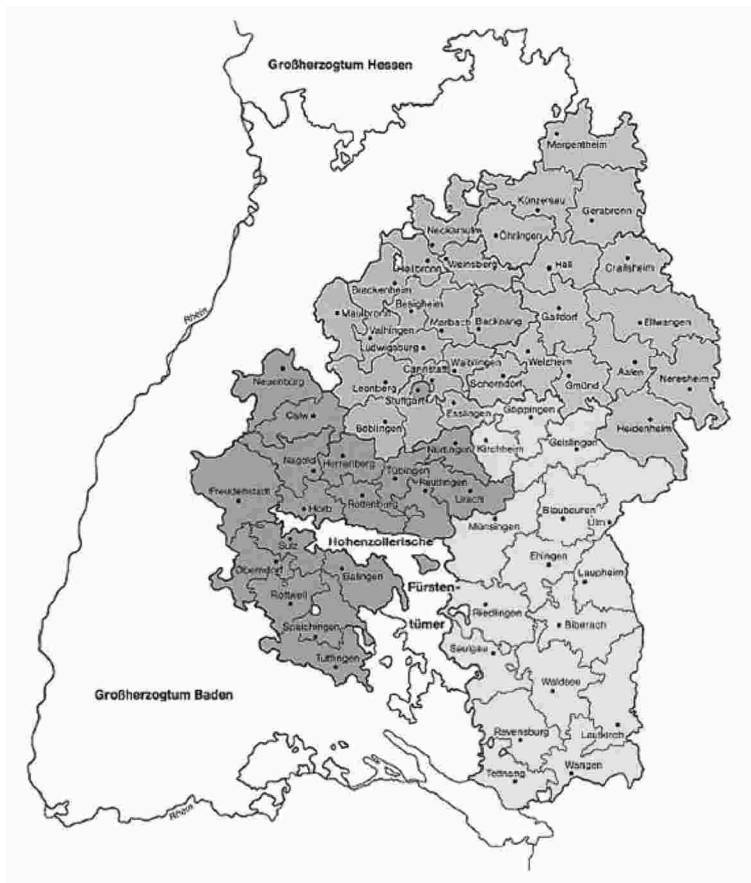 Großherzogtum Hessen
Mergentheim
Künzelsau
Gerabronn
Neckarsulm
Öhringen
Heilbronn
Weinsberg
Hall
Crailsheim
Brackenheim
Besigheim
Maulbronn
Marbach
Backnang
Gaildorf
Ellwangen
Vaihingen
Ludwigsburg
Rhein
Waiblingen
Welzheim
Cannstatt
Aalen
Neuenburg
Leonberg
Schorndorf
Gmünd
Neresheim
Stuttgart
Calw
Esslingen
Göppingen
Böblingen
Heidenheim
Nürtingen
Kirchheim
Geislingen
Nagold
Herrenberg
Tübingen
Reutlingen
Freudenstadt
Rottenburg
Urach
Horb
Blaubeuren
Münsingen
Ulm
Hohenzollerische
Sulz
Ehingen
Oberndorf
Balingen
Laupheim
Fürsten-
Rottweil
Riedlingen
tümer
Biberach
Spaichingen
Saulgau
Tuttlingen
Waldsee
Großherzogtum Baden
Ravensburg
Leutkirch
Wangen
Tettnang
Rhein